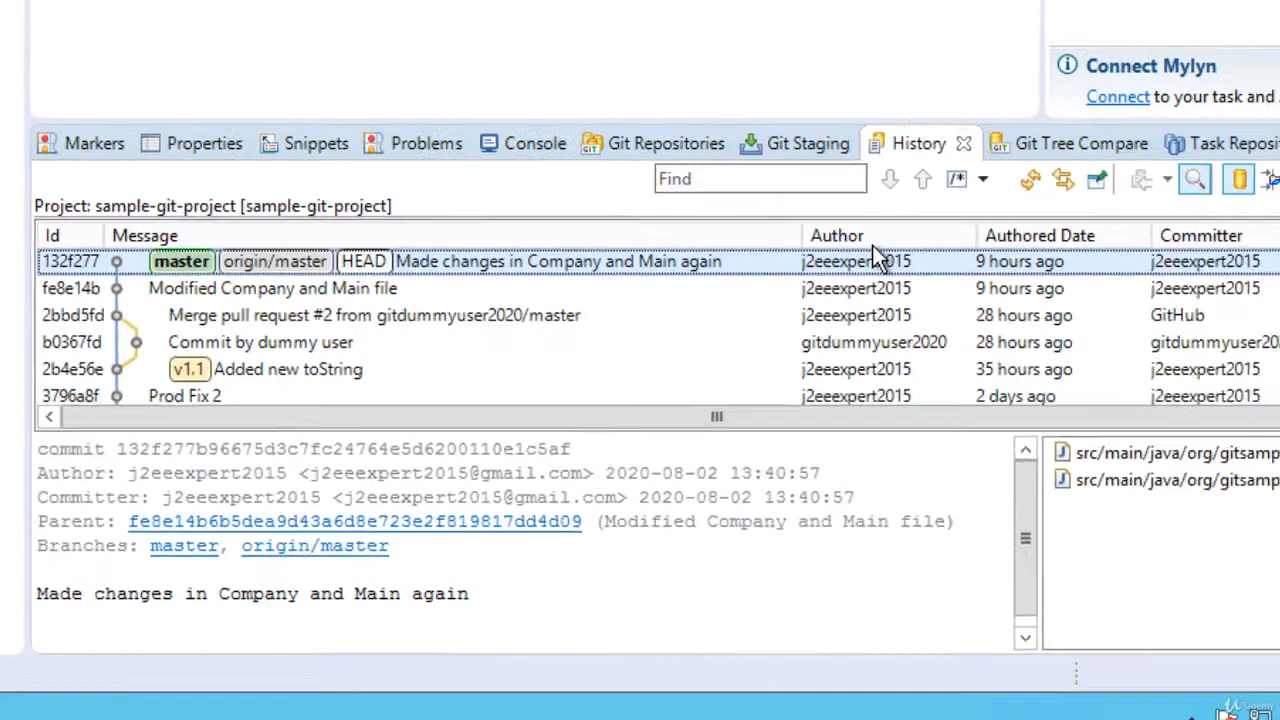 Connect Mylyn
Connect to your task and
Markers Properties Snippets Problems Console Git Repositories Git Staging History Git Tree Compare Task Reposi
Find
Project: sample-git-project [sample-git-project]
Id Message Author Authored Date Committer
132f277 master origin/master HEAD Made changes in Company and Main again j2eeexpert2015 9 hours ago j2eeexpert2015
fe8e14b Modified Company and Main file j2eeexpert2015 9 hours ago j2eeexpert2015
2bbd5fd Merge pull request #2 from gitdummyuser2020/master j2eeexpert2015 28 hours ago GitHub
b0367fd Commit by dummy user gitdummyuser2020 28 hours ago gitdummyuser20
2b4e56e v1.1 Added new toString j2eeexpert2015 35 hours ago j2eeexpert2015
3796a8f Prod Fix 2 j2eeexpert2015 2 days ago j2eeexpert2015
commit 132f277b96675d3c7fc24764e5d6200110e1c5af
Author: j2eeexpert2015 <j2eeexpert2015@gmail.com> 2020-08-02 13:40:57
Committer: j2eeexpert2015 <j2eeexpert2015@gmail.com> 2020-08-02 13:40:57
Parent: fe8e14b6b5dea9d43a6d8e723e2f819817dd4d09 (Modified Company and Main file)
Branches: master, origin/master
Made changes in Company and Main again
src/main/java/org/gitsamp
src/main/java/org/gitsamp
udemy